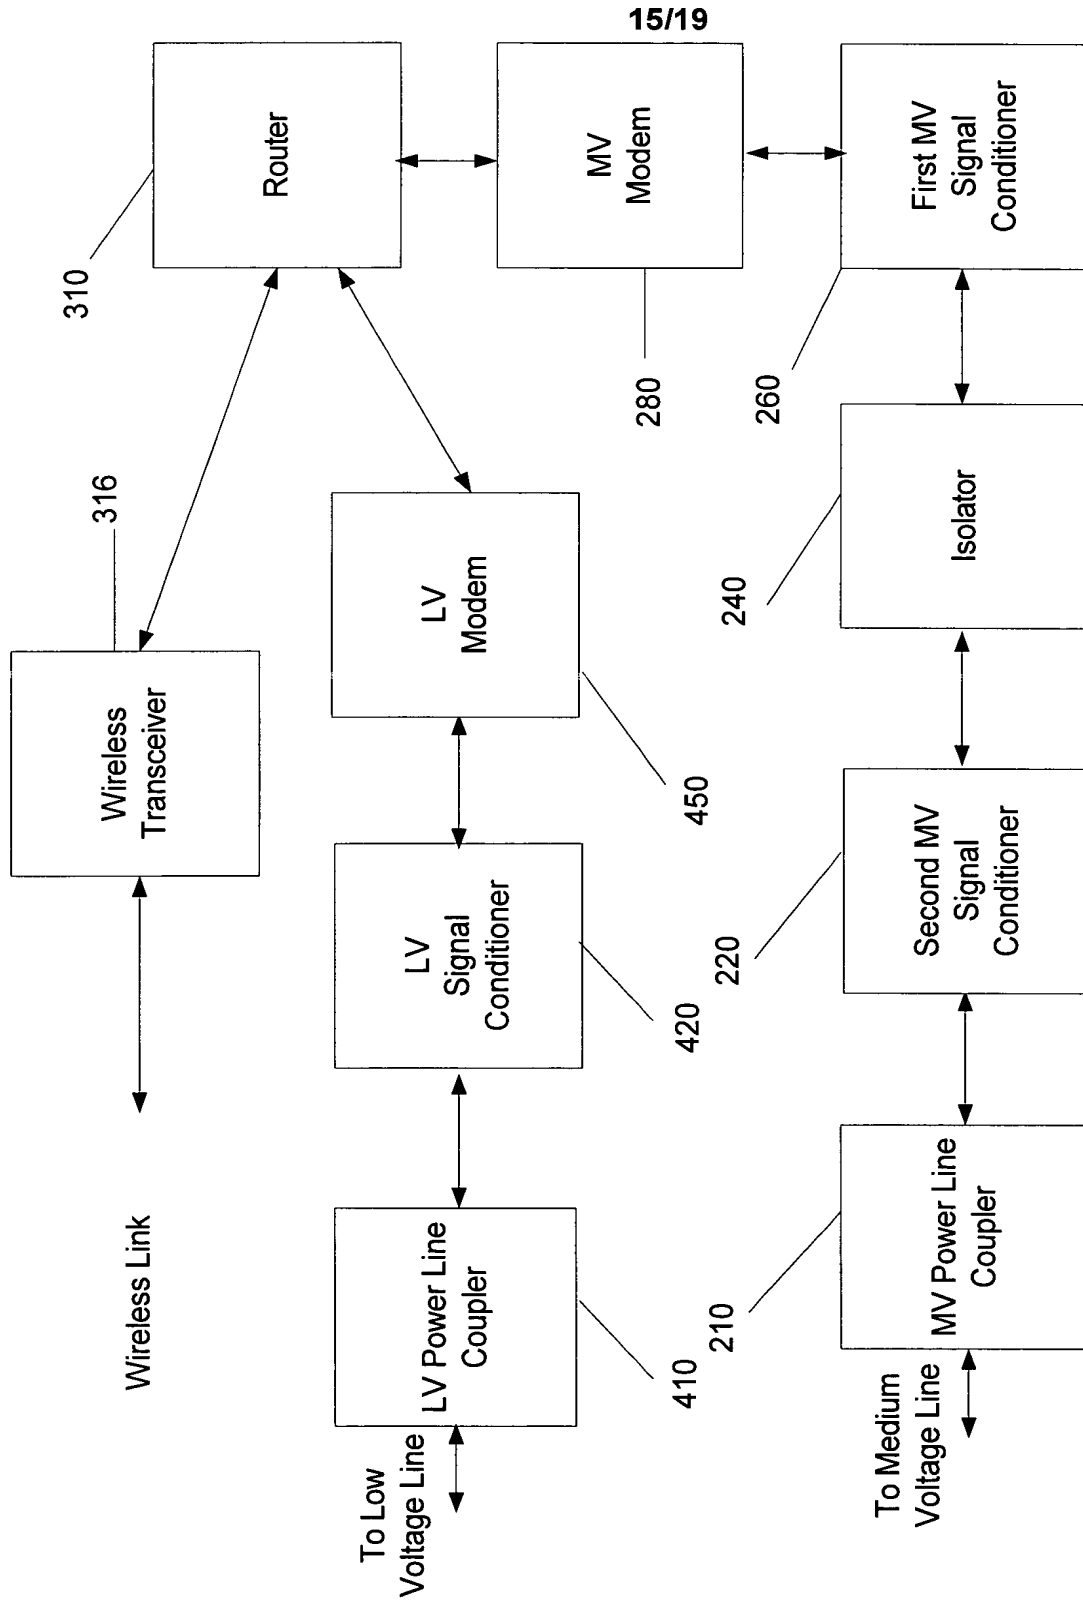 15/19
Wireless Link
Wireless
Transceiver
316
310
Router
To Low
Voltage Line
LV Power Line
Coupler
410
LV
Signal
Conditioner
420
LV
Modem
450
MV
Modem
280
To Medium
Voltage Line
MV Power Line
Coupler
210
Second MV
Signal
Conditioner
220
Isolator
240
First MV
Signal
Conditioner
260